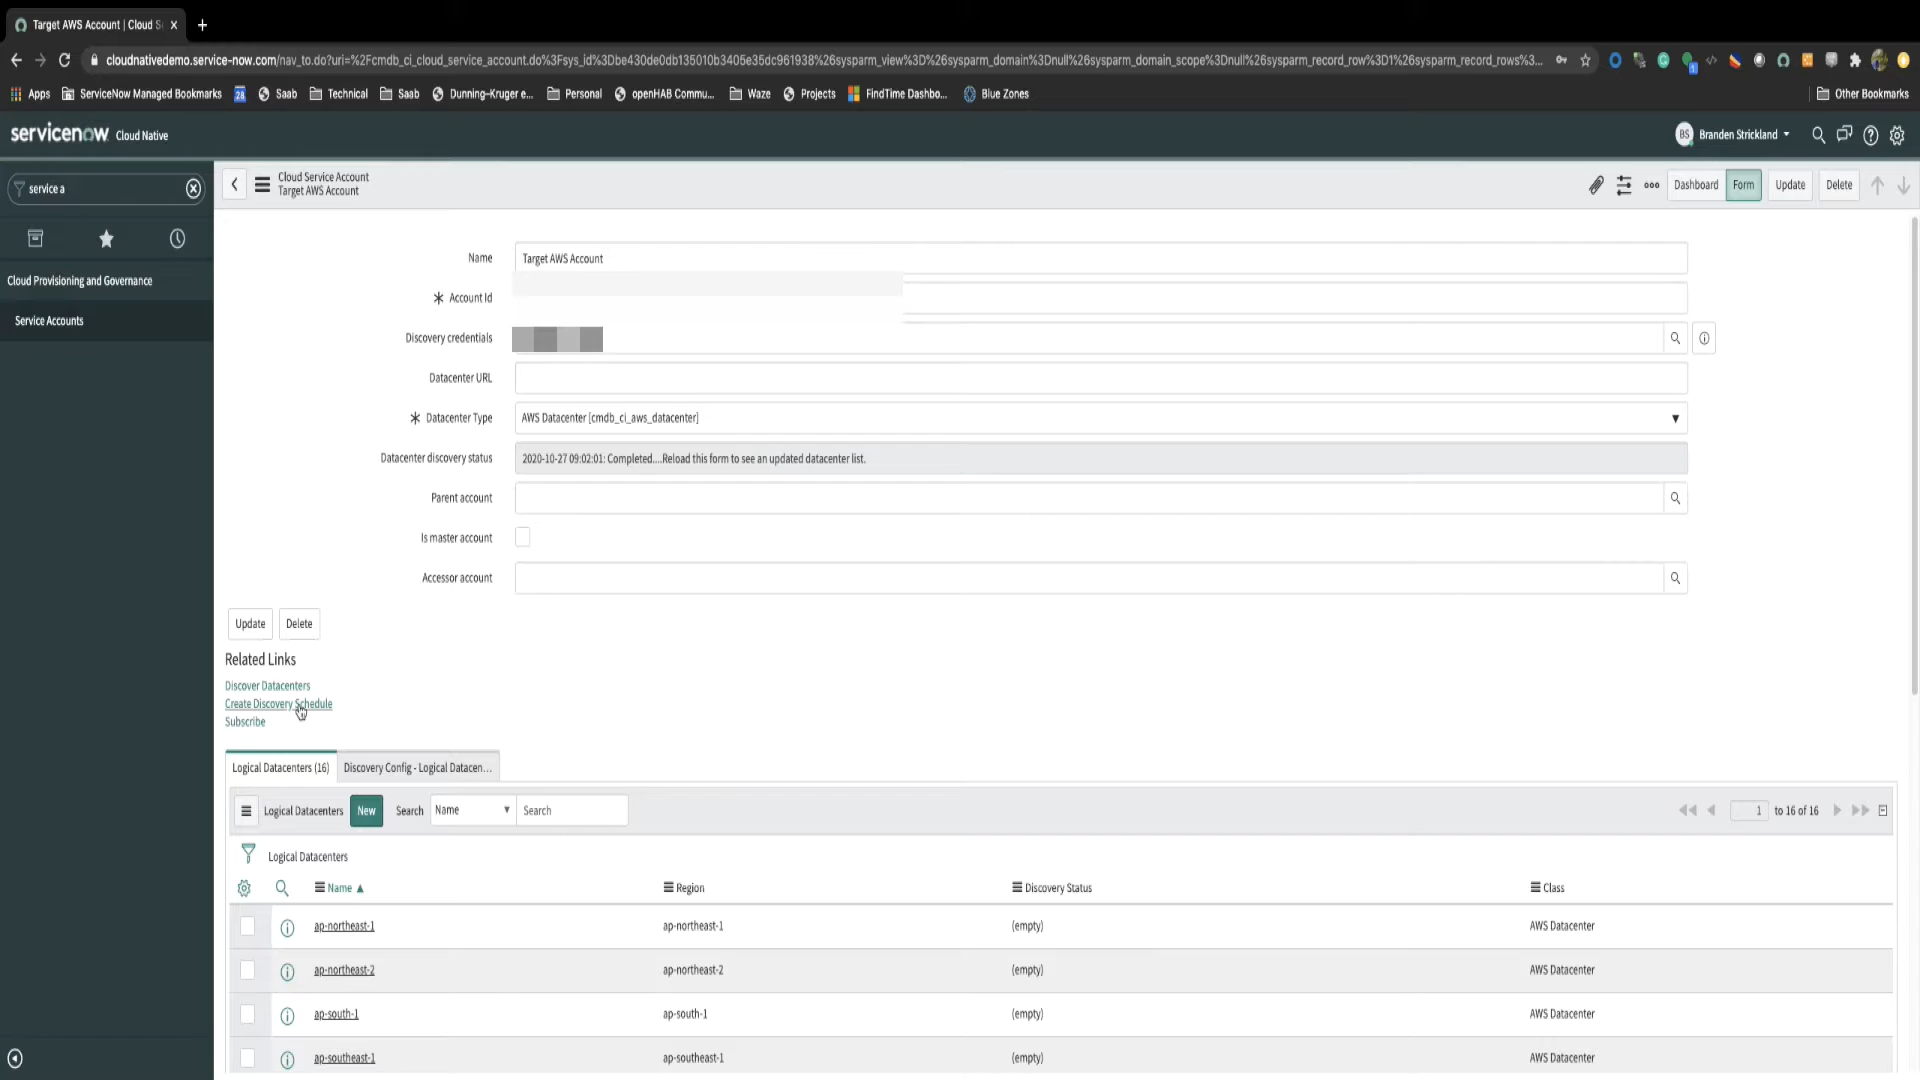 Target AWS Account | Cloud S
cloudnativedemo.service-now.com/nav_to.do?uri=%2Fcmdb_ci_cloud_service_account.do%3Fsys_id%3Dbe430de0db135010b3405e35dc961938%26sysparm_view%3D%26sysparm_domain%3Dnull%26sysparm_domain_scope%3Dnull%26sysparm_record_row%3D1%26sysparm_record_rows%3...
Apps ServiceNow Managed Bookmarks 28 Saab Technical Saab Dunning–Kruger e... Personal openHAB Commu... Waze Projects FindTime Dashbo... Blue Zones Other Bookmarks
servicenow Cloud Native BS Branden Strickland
service a
Cloud Service Account
Target AWS Account
Dashboard Form Update Delete
Cloud Provisioning and Governance
Service Accounts
Name Target AWS Account
Account Id
Discovery credentials
Datacenter URL
Datacenter Type AWS Datacenter [cmdb_ci_aws_datacenter]
Datacenter discovery status 2020-10-27 09:02:01: Completed....Reload this form to see an updated datacenter list.
Parent account
Is master account
Accessor account
Update Delete
Related Links
Discover Datacenters
Create Discovery Schedule
Subscribe
Logical Datacenters (16) Discovery Config - Logical Datacen...
Logical Datacenters New Search Name Search 1 to 16 of 16
Logical Datacenters
Name Region Discovery Status Class
ap-northeast-1 ap-northeast-1 (empty) AWS Datacenter
ap-northeast-2 ap-northeast-2 (empty) AWS Datacenter
ap-south-1 ap-south-1 (empty) AWS Datacenter
ap-southeast-1 ap-southeast-1 (empty) AWS Datacenter